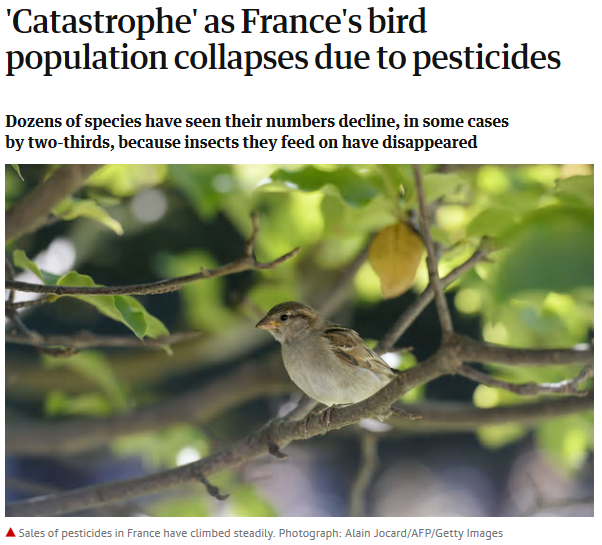 'Catastrophe' as France's bird
population collapses due to pesticides
Dozens of species have seen their numbers decline, in some cases
by two-thirds, because insects they feed on have disappeared
Sales of pesticides in France have climbed steadily. Photograph: Alain Jocard/AFP/Getty Images